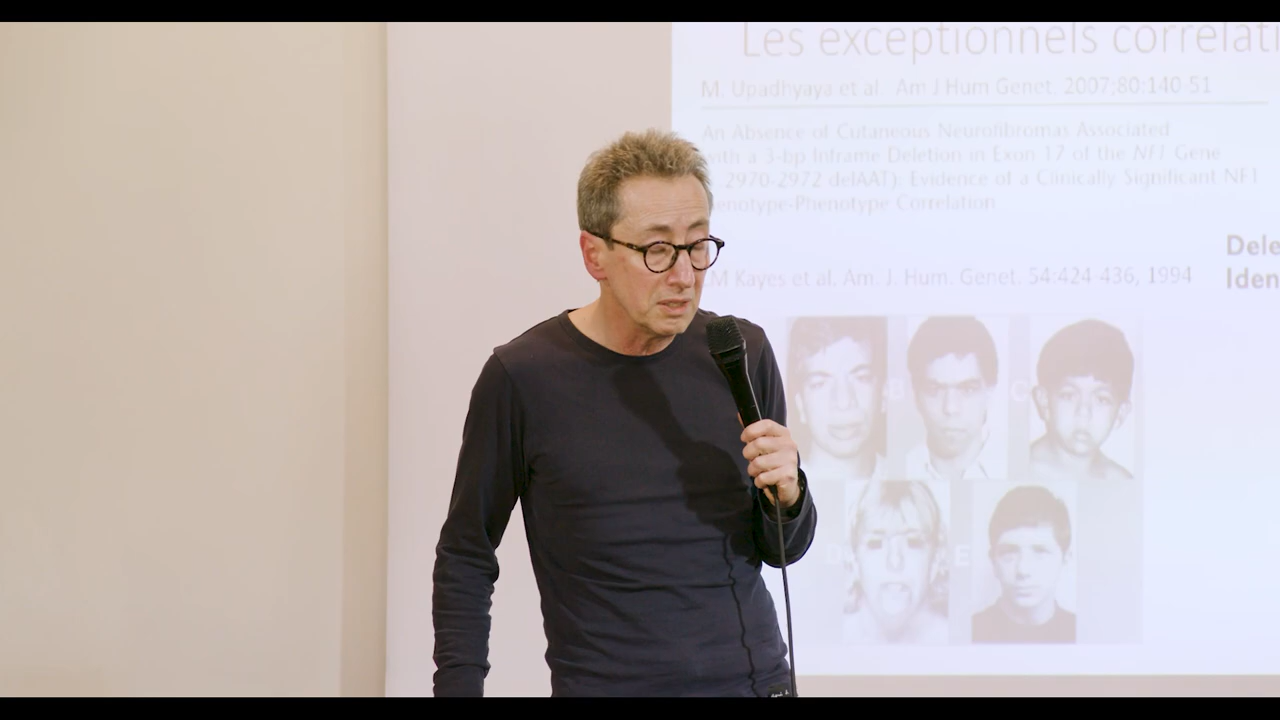 Les exceptionnels corrélati
M. Upadhyaya et al. Am J Hum Genet. 2007;80:140-51
An Absence of Cutaneous Neurofibromas Associated
with a 3-bp Inframe Deletion in Exon 17 of the NF1 Gene
2970-2972 delAAT): Evidence of a Clinically Significant NF1
enotype-Phenotype Correlation
Dele
Iden
M Kayes et al. Am. J. Hum. Genet. 54:424 436, 1994
B C
E